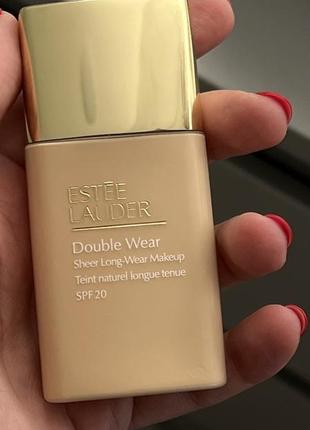 ESTĒE
LAUDER
Double Wear
Sheer Long-Wear Makeup
Teint naturel longue tenue
SPF 20